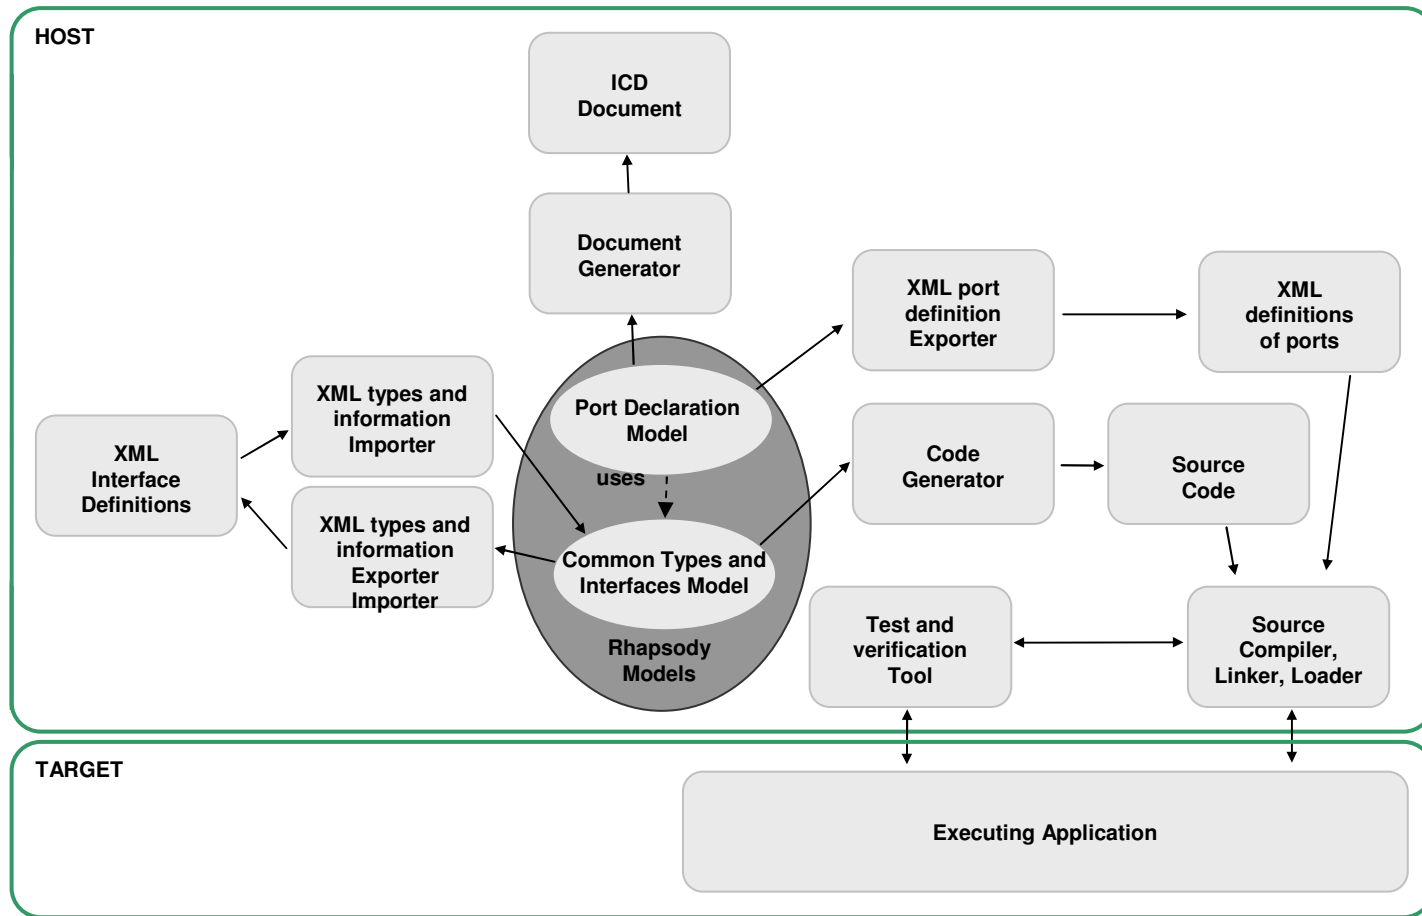 HOST
ICD
Document
Document
Generator
XML port
definition
Exporter
XML
definitions
of ports
XML types and
information
Importer
Port Declaration
Model
XML
Interface
Definitions
Code
Generator
Source
Code
uses
XML types and
information
Exporter
Importer
Common Types and
Interfaces Model
Rhapsody
Models
Test and
verification
Tool
Source
Compiler,
Linker, Loader
TARGET
Executing Application